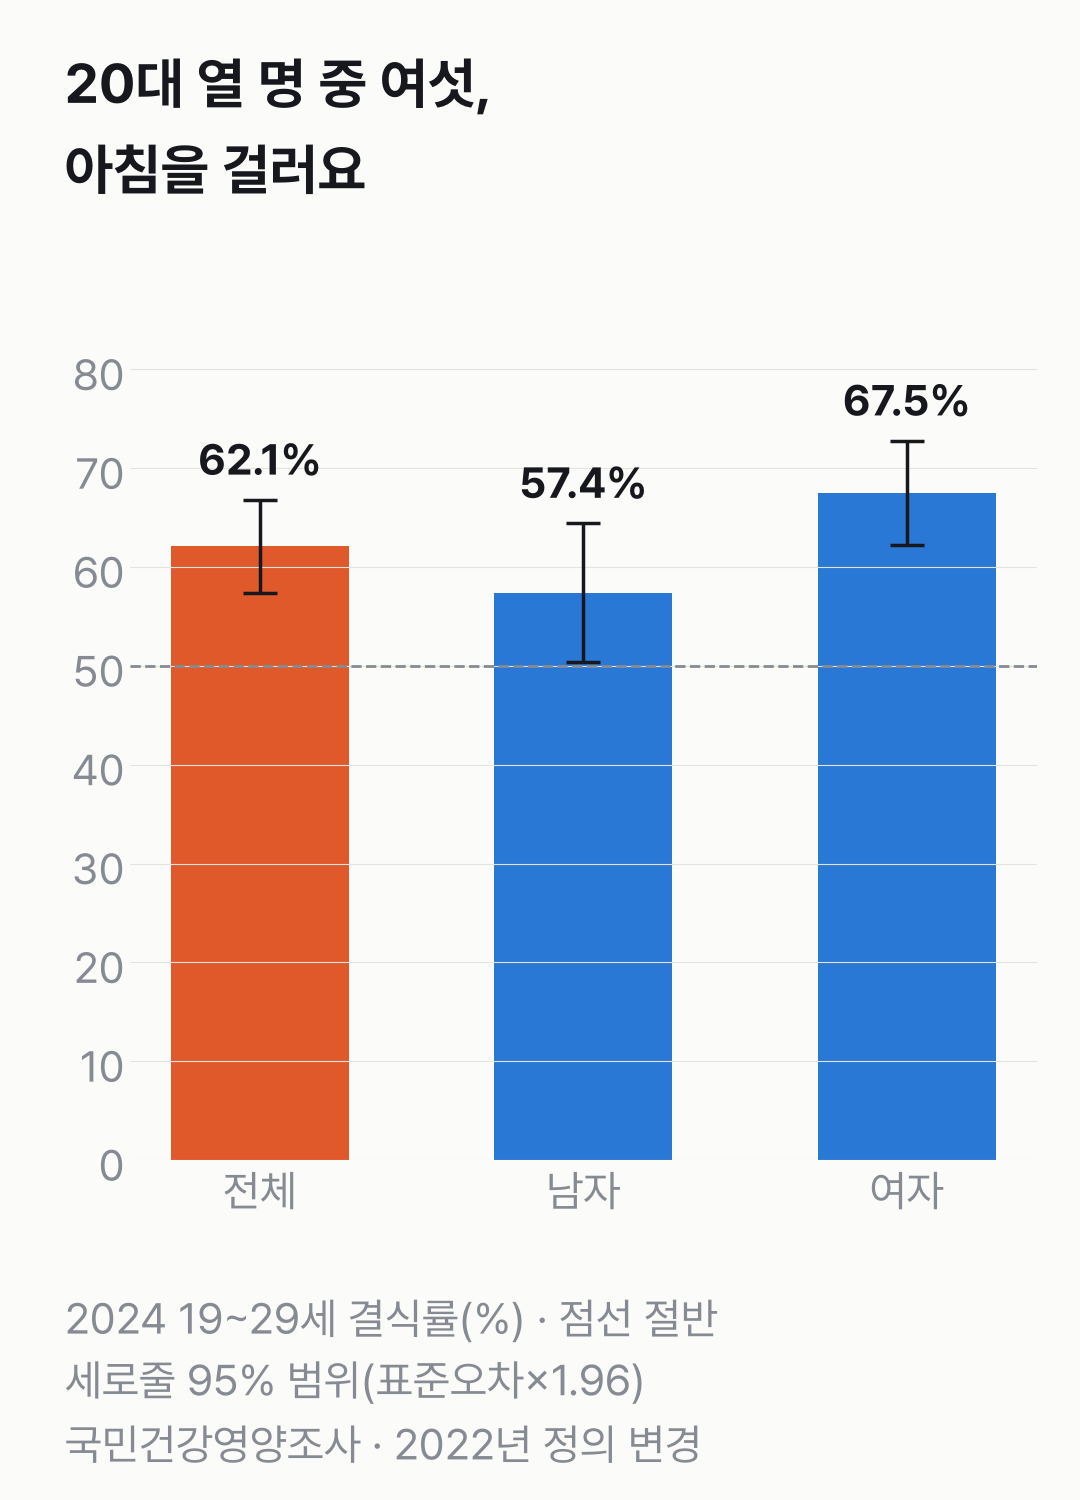 20대 열 명 중 여섯,
아침을 걸러요
80
70
60
50
40
30
20
10
0
62.1%
57.4%
67.5%
전체
남자
여자
2024 19~29세 결식률(%) · 점선 절반
세로줄 95% 범위(표준오차×1.96)
국민건강영양조사 · 2022년 정의 변경